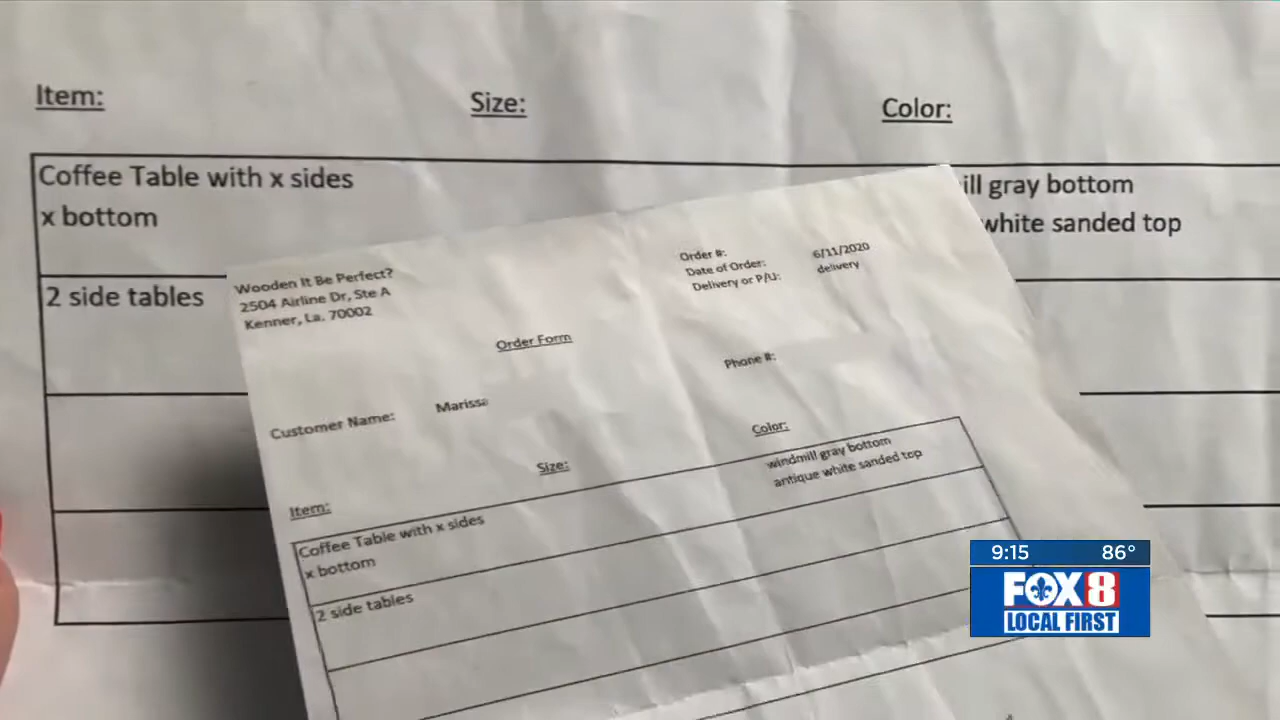 Item:
Size:
Color:
Coffee Table with x sides
x bottom
ill gray bottom
white sanded top
2 side tables
Wooden It Be Perfect?
2504 Airline Dr, Ste A
Kenner, La. 70002
Order #:
Date of Order: 6/11/2020
Delivery or P/U: delivery
Order Form
Phone #:
Customer Name: Marissa
Item:
Size:
Color:
Coffee Table with x sides
x bottom
windmill gray bottom
antique white sanded top
2 side tables
9:15 86°
FOX 8
LOCAL FIRST